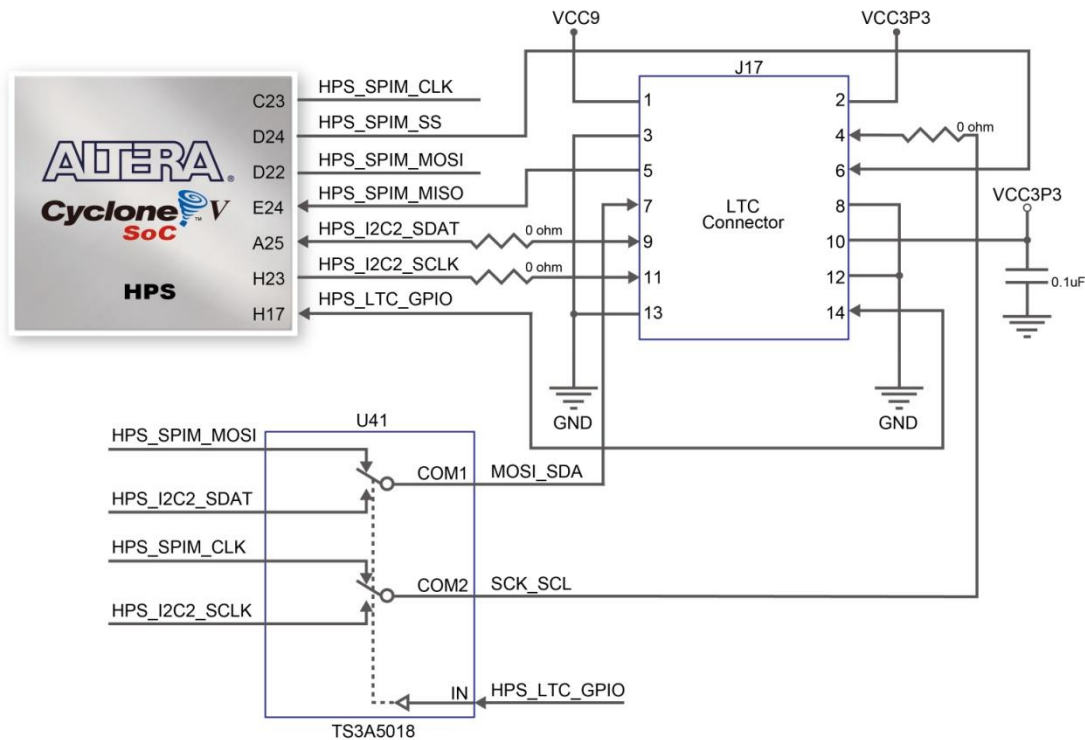 VCC9
VCC3P3
J17
C23 HPS_SPIM_CLK
D24 HPS_SPIM_SS
D22 HPS_SPIM_MOSI
E24 HPS_SPIM_MISO
A25 HPS_I2C2_SDAT 0 ohm
H23 HPS_I2C2_SCLK 0 ohm
H17 HPS_LTC_GPIO
ALTERA®
Cyclone™ V
SoC
HPS
1 2
3 4 0 ohm
5 6
7 8
9 10
11 12
13 14
LTC
Connector
VCC3P3
0.1uF
GND
GND
U41
HPS_SPIM_MOSI
COM1 MOSI_SDA
HPS_I2C2_SDAT
HPS_SPIM_CLK
COM2 SCK_SCL
HPS_I2C2_SCLK
IN HPS_LTC_GPIO
TS3A5018